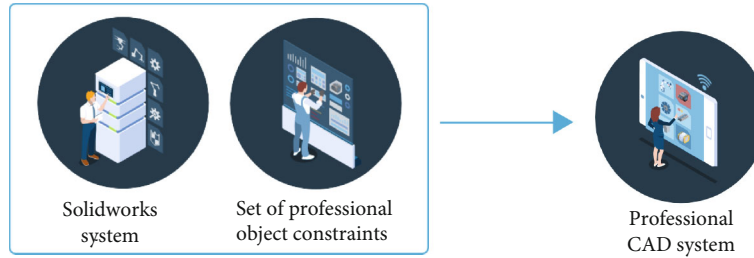 Solidworks
system
Set of professional
object constraints
Professional
CAD system